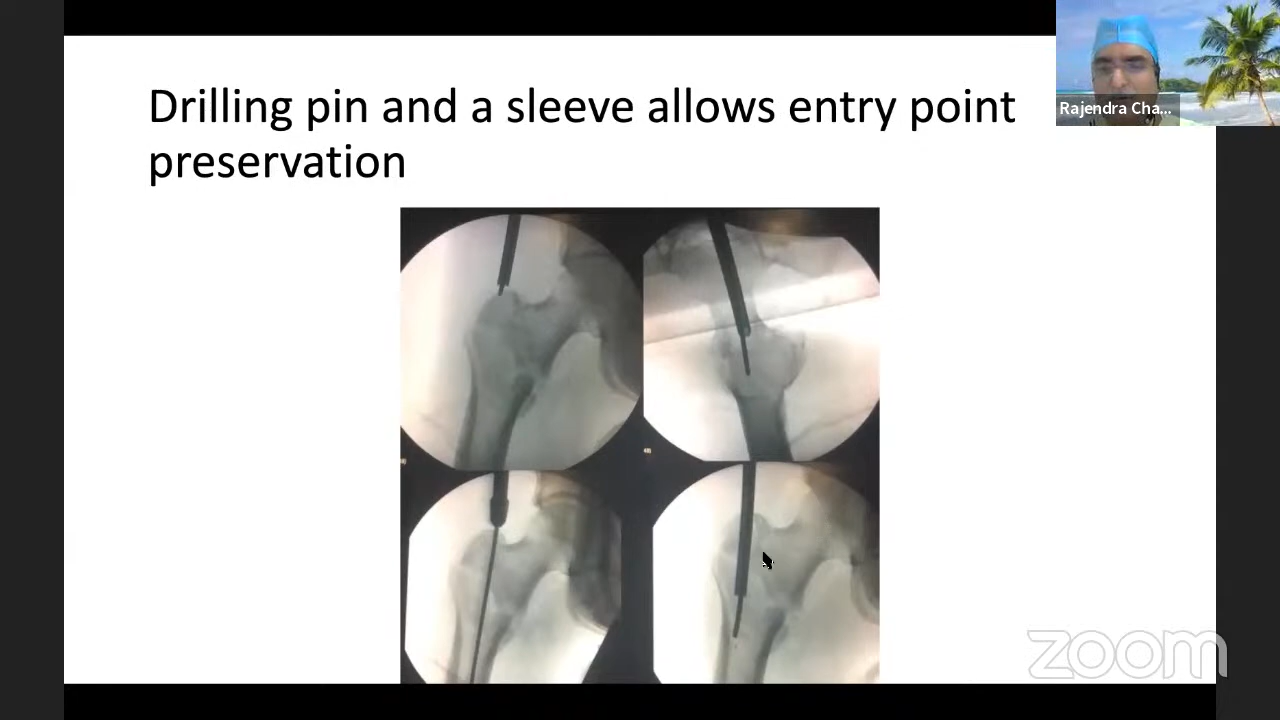 Drilling pin and a sleeve allows entry point
preservation
Rajendra Cha...
zoom